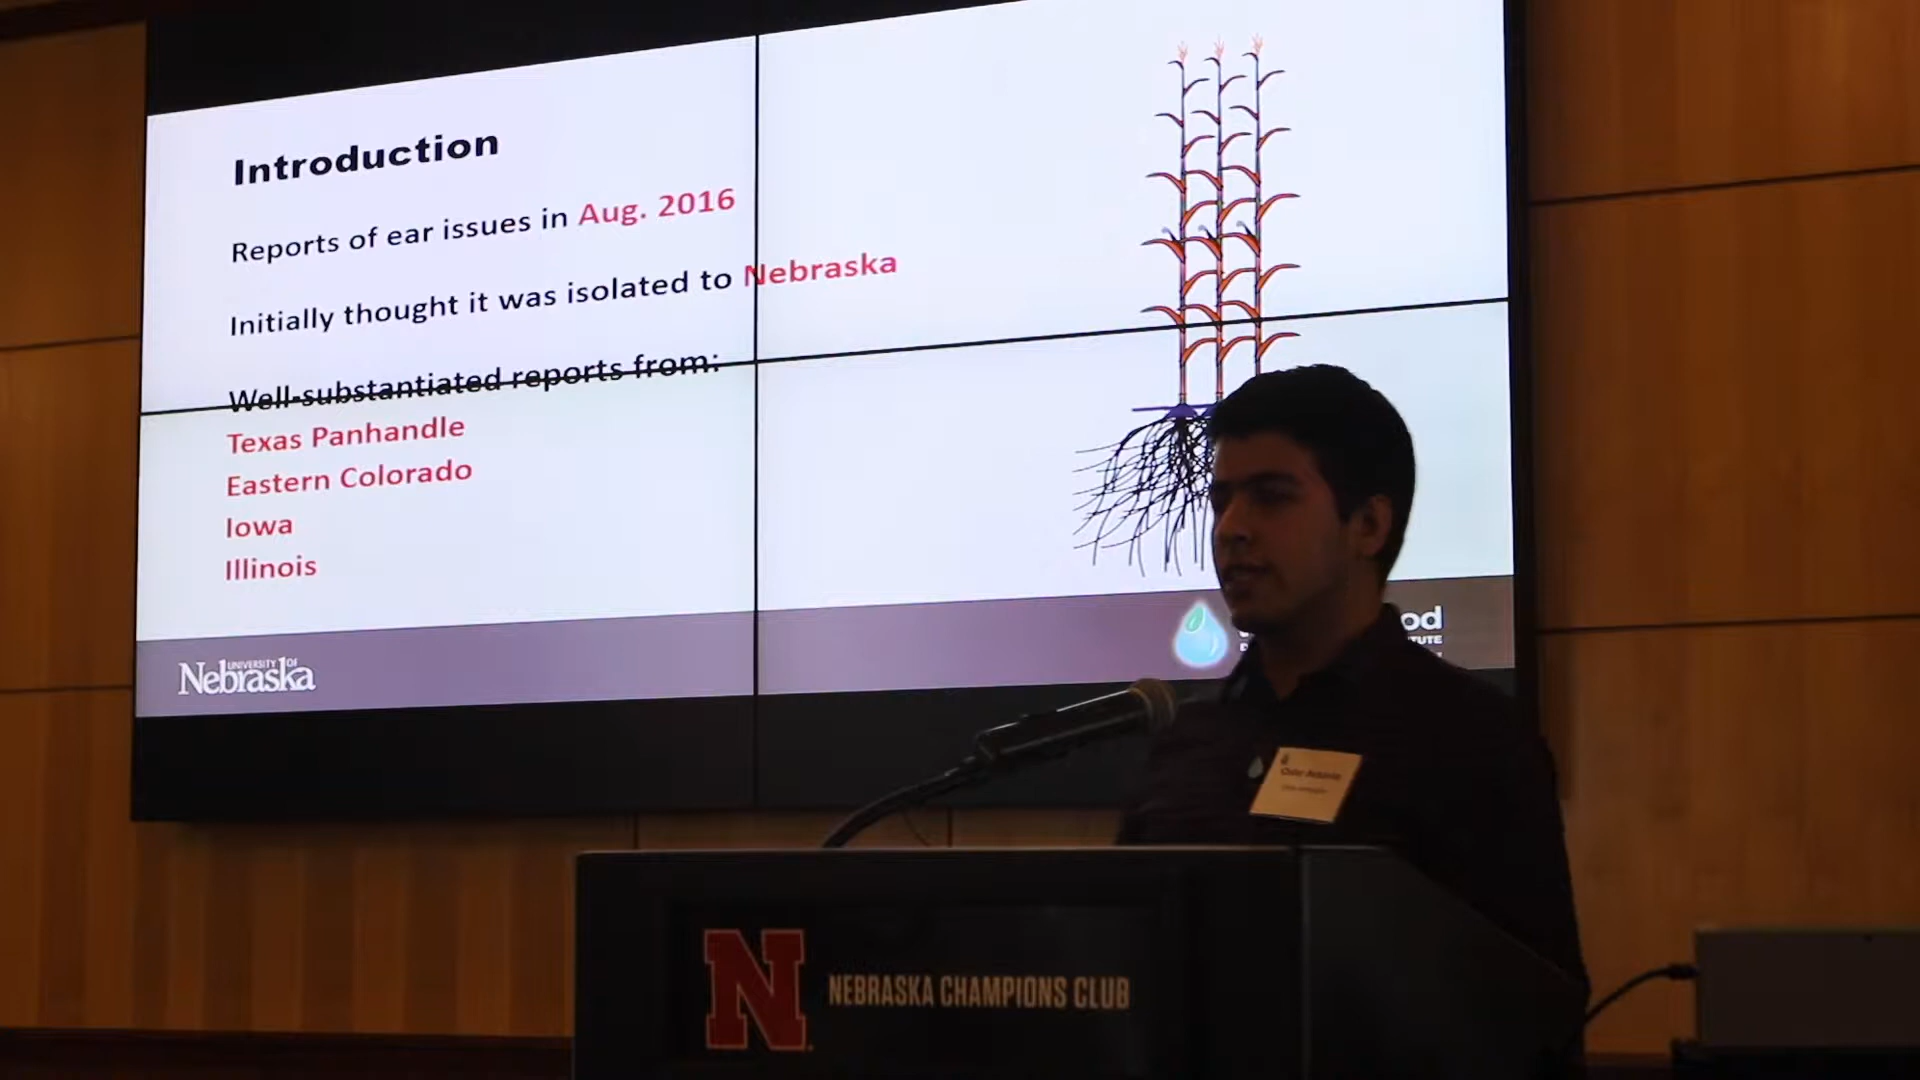 Introduction
Reports of ear issues in Aug. 2016
Initially thought it was isolated to Nebraska
Well-substantiated reports from:
Texas Panhandle
Eastern Colorado
Iowa
Illinois
UNIVERSITY OF
Nebraska
N
NEBRASKA CHAMPIONS CLUB